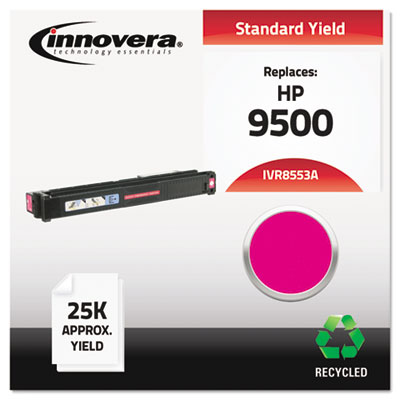 innovera
technology essentials
Standard Yield
Replaces:
HP
9500
IVR8553A
25K
APPROX.
YIELD
RECYCLED